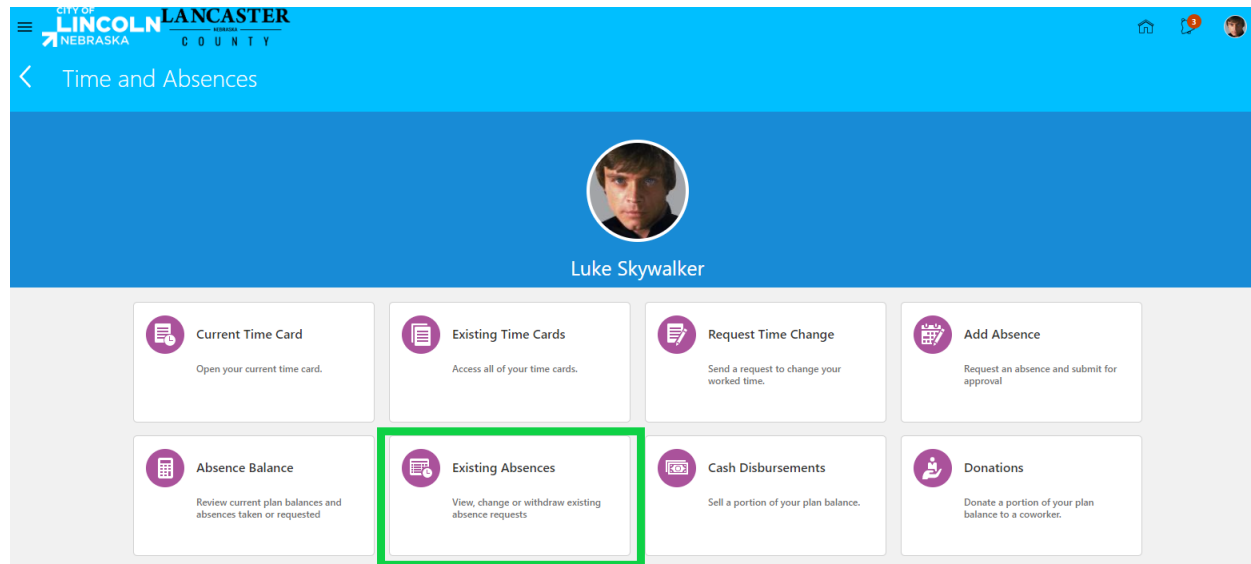 CITY OF
LINCOLN
NEBRASKA
LANCASTER
NEBRASKA
COUNTY
3
Time and Absences
Luke Skywalker
Current Time Card
Open your current time card.
Existing Time Cards
Access all of your time cards.
Request Time Change
Send a request to change your
worked time.
Add Absence
Request an absence and submit for
approval
Absence Balance
Review current plan balances and
absences taken or requested
Existing Absences
View, change or withdraw existing
absence requests
Cash Disbursements
Sell a portion of your plan balance.
Donations
Donate a portion of your plan
balance to a coworker.